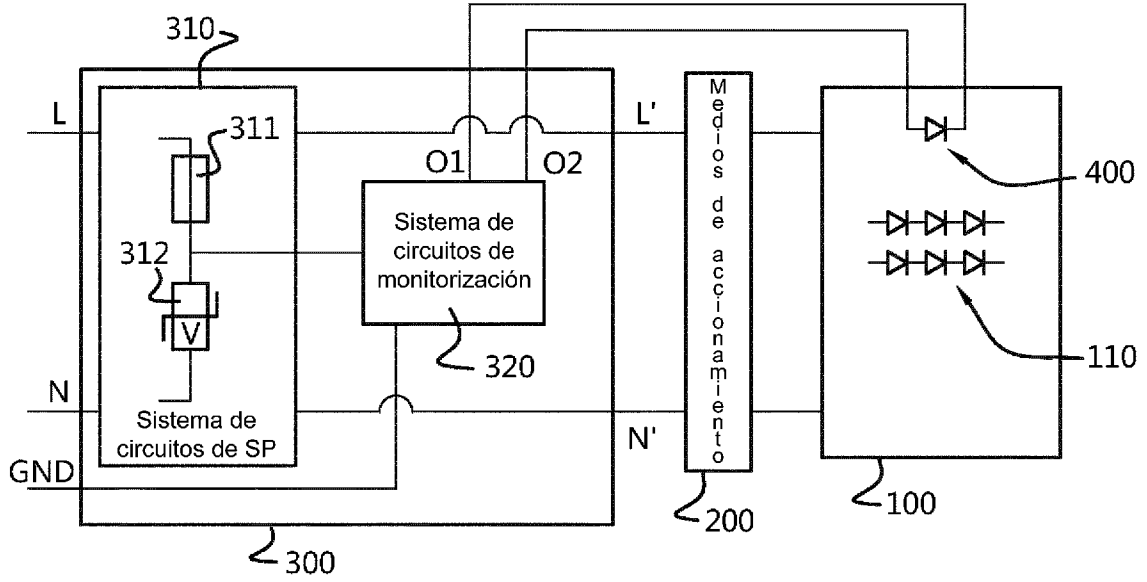 310
L
311
L'
O1
O2
400
Sistema de
circuitos de
monitorización
312
V
320
110
N
Sistema de
circuitos de SP
N'
GND
Medios de accionamiento
200
100
300